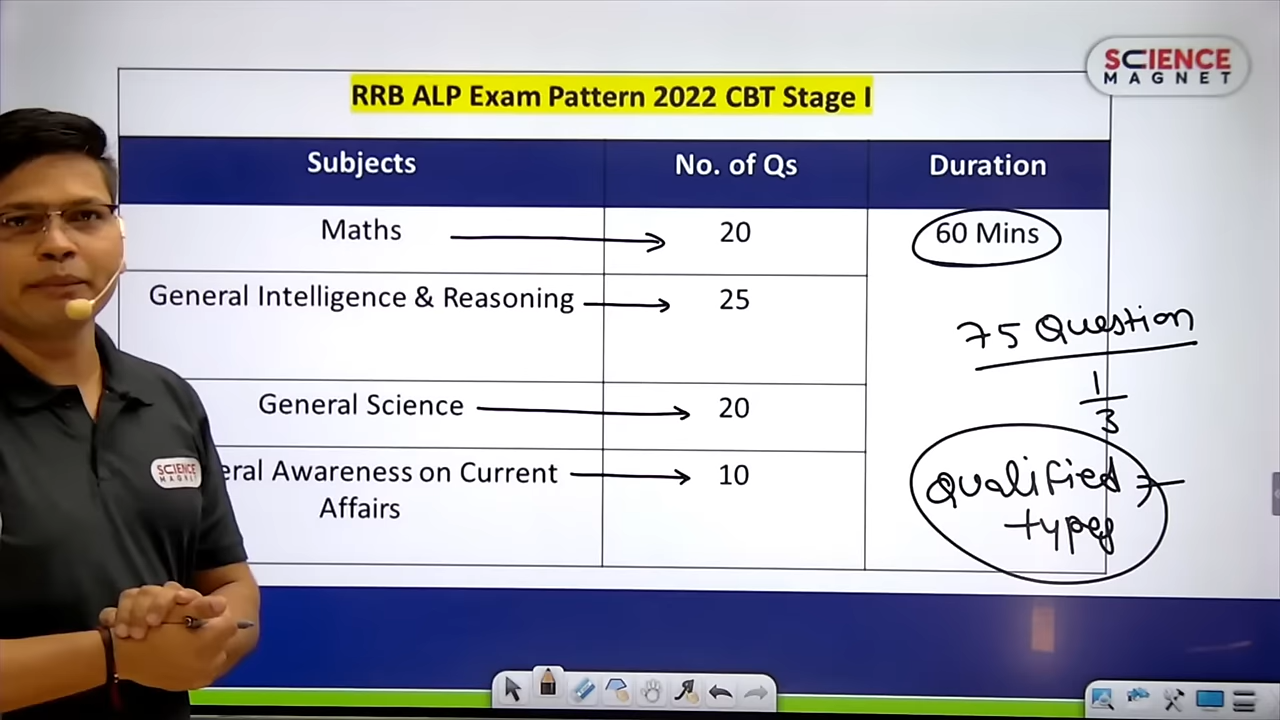 SCIENCE
MAGNET
RRB ALP Exam Pattern 2022 CBT Stage I
Subjects No. of Qs Duration
Maths 20 60 Mins
General Intelligence & Reasoning 25
75 Question
1/3
General Science 20
eral Awareness on Current 10
Affairs
Qualified
types
SCIENCE
MAGNET